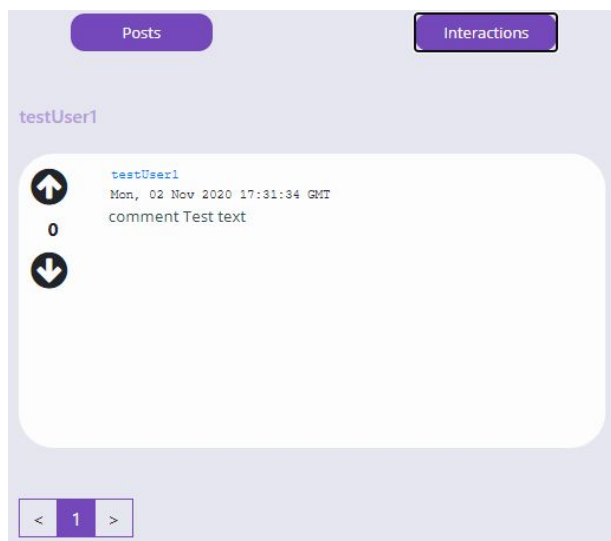 Posts
Interactions
testUser1
testUser1
Mon, 02 Nov 2020 17:31:34 GMT
0
comment Test text
< 1 >